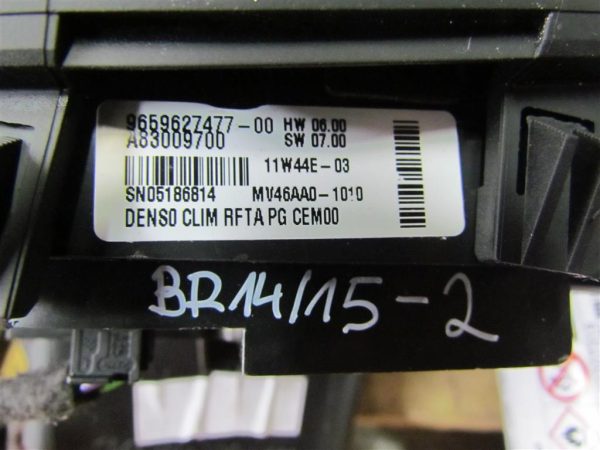 9659627477-00 HW 06.00
A83009700 SW 07.00
11W44E-03
SN05186814 MV46AA0-1010
DENSO CLIM RFTA PG CEM00
BR14/15-2